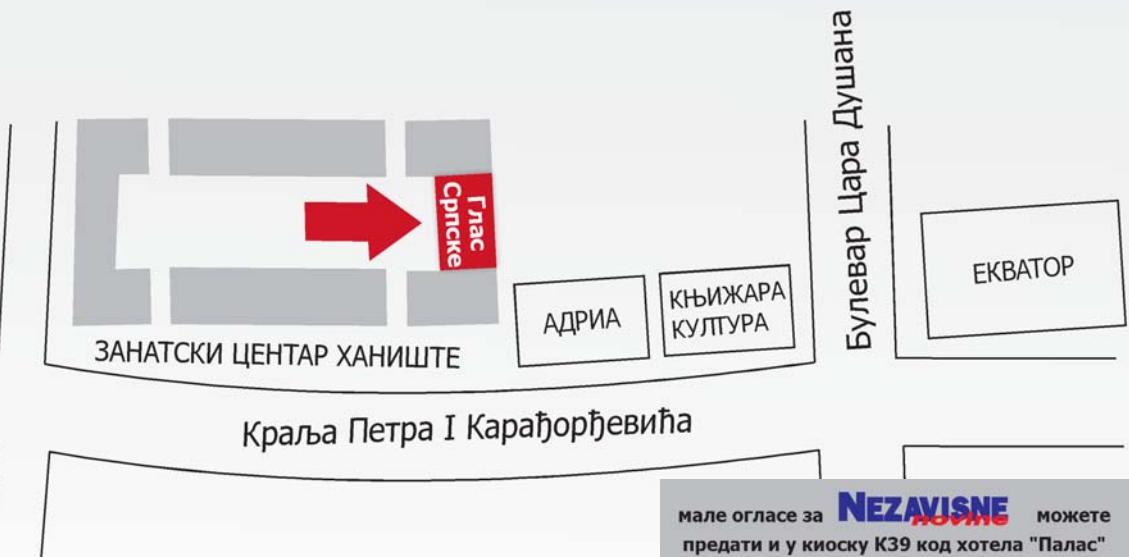 Булевар Цара Душана
Глас
Српске
ЕКВАТОР
АДРИА
КЊИЖАРА
КУЛТУРА
ЗАНАТСКИ ЦЕНТАР ХАНИШТЕ
Краља Петра I Карађорђевића
мале огласе за NEZAVISNE novine можете
предати и у киоску К39 код хотела "Палас"